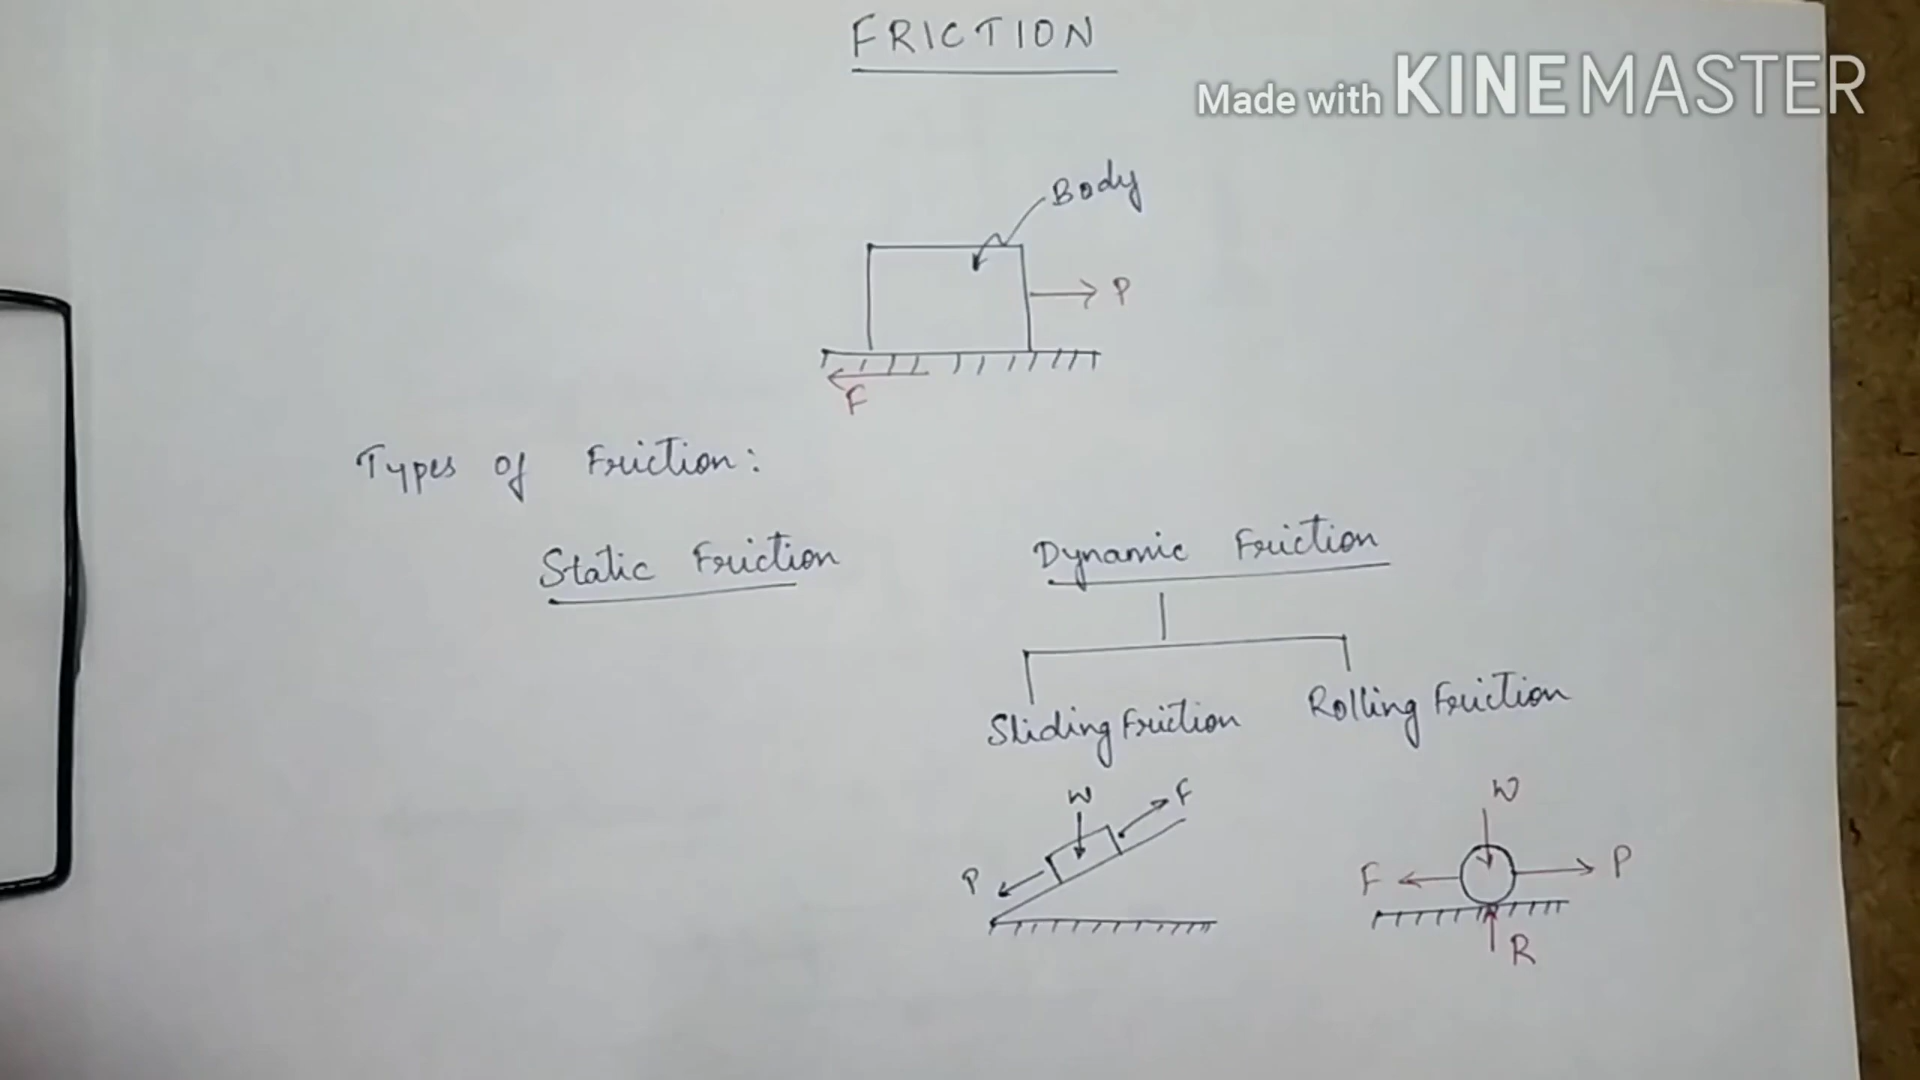 FRICTION
Made with KINEMASTER
Body
P
F
Types of Friction:
Static Friction
Dynamic Friction
Sliding Friction
Rolling Friction
W
F
P
W
F
P
R